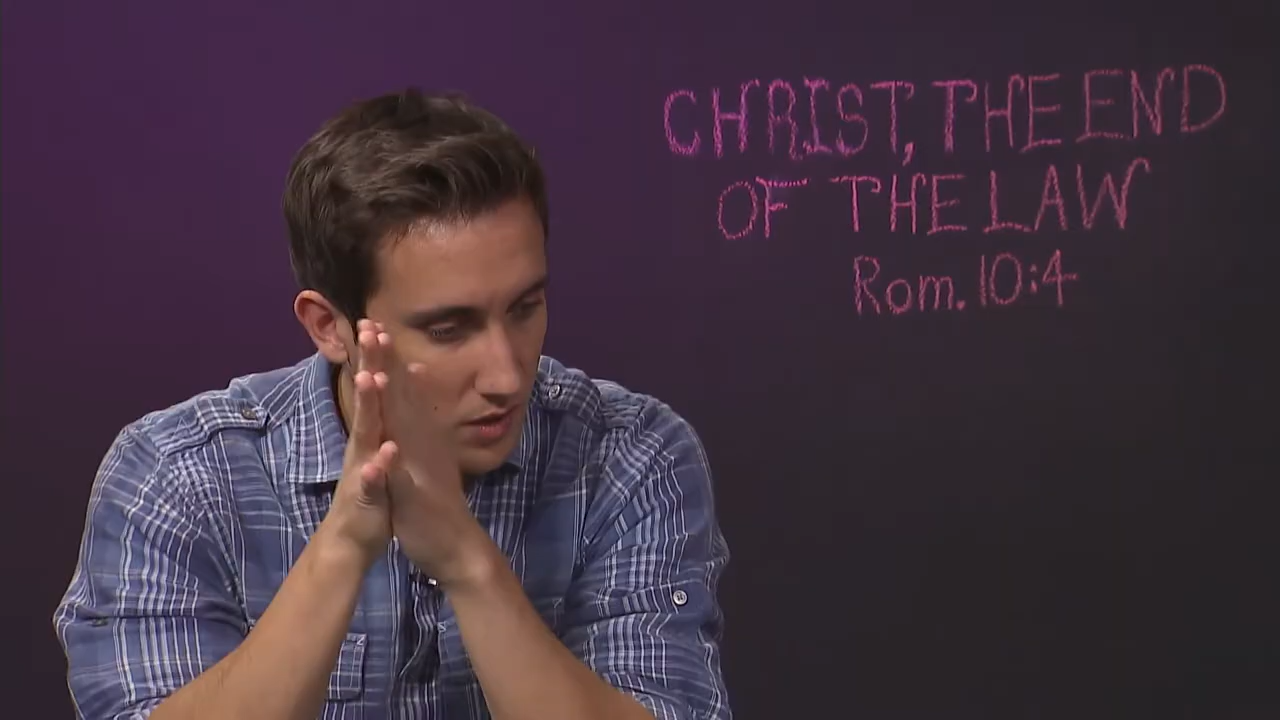 CHRIST, THE END
OF THE LAW
Rom. 10:4